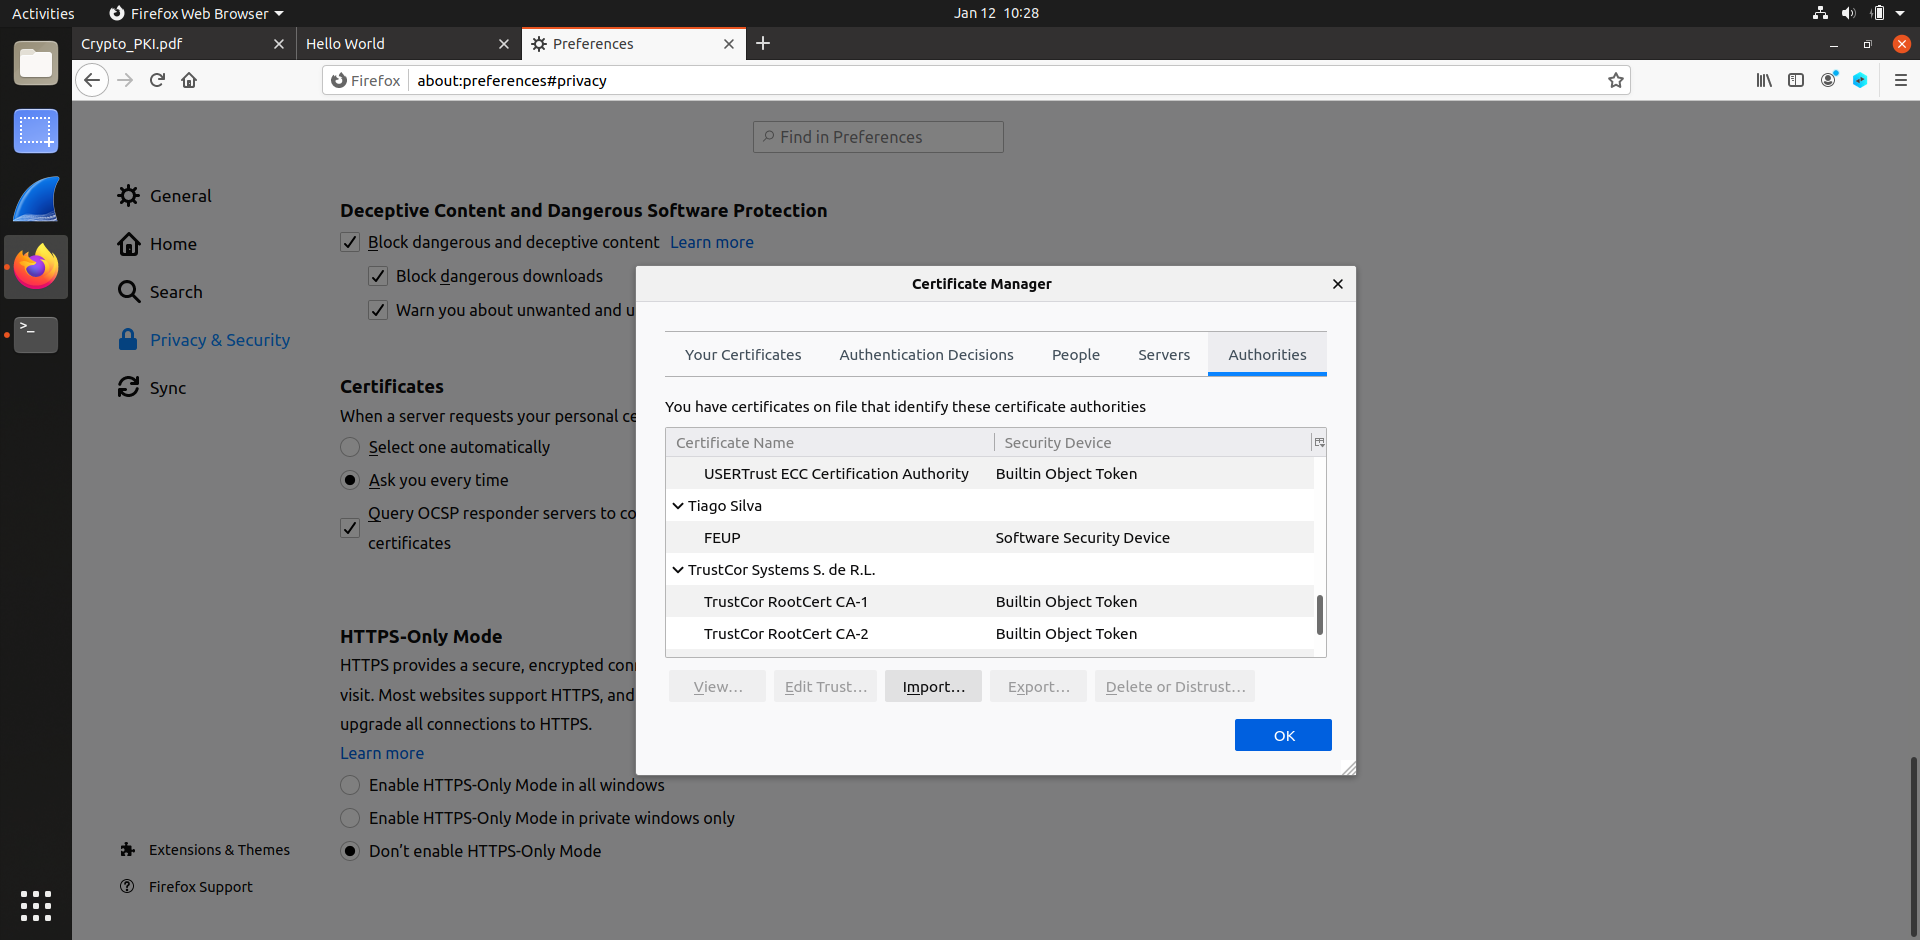 Activities
Firefox Web Browser
Jan 12 10:28
Crypto_PKI.pdf
Hello World
Preferences
Firefox
about:preferences#privacy
Find in Preferences
General
Home
Search
Privacy & Security
Sync
Extensions & Themes
Firefox Support
Deceptive Content and Dangerous Software Protection
Block dangerous and deceptive content Learn more
Block dangerous downloads
Warn you about unwanted and u
Certificates
When a server requests your personal ce
Select one automatically
Ask you every time
Query OCSP responder servers to co
certificates
HTTPS-Only Mode
HTTPS provides a secure, encrypted con
visit. Most websites support HTTPS, and
upgrade all connections to HTTPS.
Learn more
Enable HTTPS-Only Mode in all windows
Enable HTTPS-Only Mode in private windows only
Don’t enable HTTPS-Only Mode
Certificate Manager
Your Certificates
Authentication Decisions
People
Servers
Authorities
You have certificates on file that identify these certificate authorities
Certificate Name Security Device
USERTrust ECC Certification Authority Builtin Object Token
Tiago Silva
FEUP Software Security Device
TrustCor Systems S. de R.L.
TrustCor RootCert CA-1 Builtin Object Token
TrustCor RootCert CA-2 Builtin Object Token
View…
Edit Trust…
Import…
Export…
Delete or Distrust…
OK